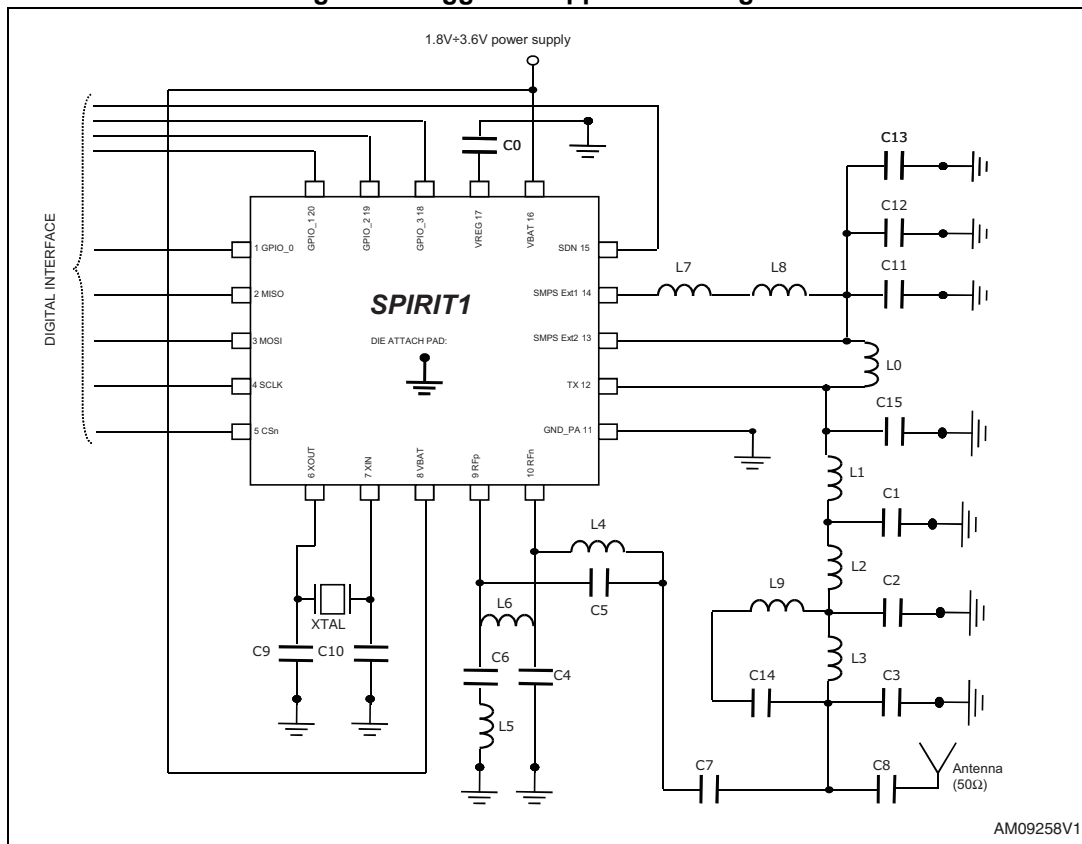 1.8V÷3.6V power supply
C0
C13
C12
C11
DIGITAL INTERFACE
GPIO_1 20
GPIO_2 19
GPIO_3 18
VREG 17
VBAT 16
1 GPIO_0
SDN 15
2 MISO
SPIRIT1
SMPS Ext1 14
L7
L8
3 MOSI
DIE ATTACH PAD:
SMPS Ext2 13
L0
4 SCLK
TX 12
C15
5 CSn
GND_PA 11
6 XOUT
7 XIN
8 VBAT
9 RFp
10 RFn
L1
C1
L4
L2
C5
L9
C2
XTAL
L6
C9
C10
C6
C4
L3
C14
C3
L5
C7
C8
Antenna
(50Ω)
AM09258V1